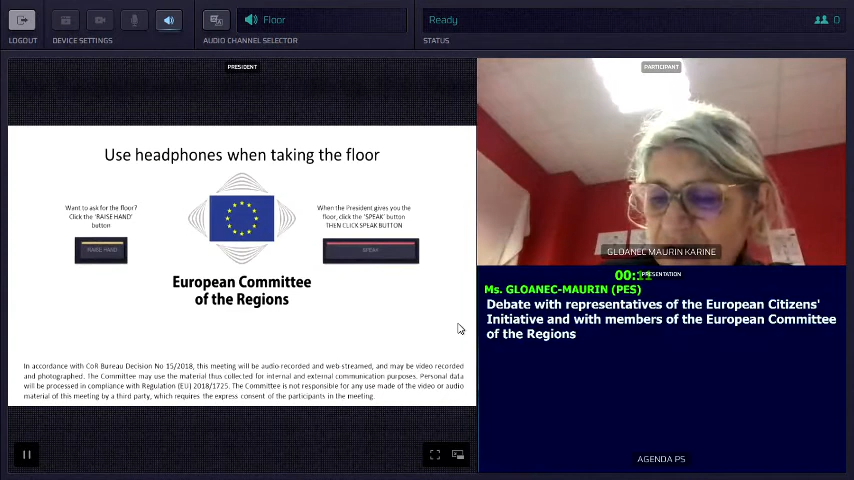 LOGOUT
DEVICE SETTINGS
Floor
AUDIO CHANNEL SELECTOR
Ready
0
STATUS
PRESIDENT
Use headphones when taking the floor
Want to ask for the floor?
Click the 'RAISE HAND'
button
RAISE HAND
When the President gives you the
floor, click the 'SPEAK' button
THEN CLICK SPEAK BUTTON
SPEAK
European Committee
of the Regions
In accordance with CoR Bureau Decision No 15/2018, this meeting will be audio-recorded and web-streamed, and may be video recorded
and photographed. The Committee may use the material thus collected for internal and external communication purposes. Personal data
will be processed in compliance with Regulation (EU) 2018/1725. The Committee is not responsible for any use made of the video or audio
material of this meeting by a third party, which requires the express consent of the participants in the meeting.
PARTICIPANT
GLOANEC MAURIN KARINE
00:11
PRESENTATION
Ms. GLOANEC-MAURIN (PES)
Debate with representatives of the European Citizens'
Initiative and with members of the European Committee
of the Regions
AGENDA PS